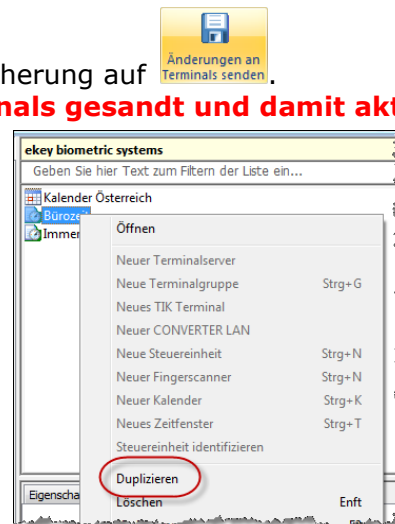 Änderungen an
Terminals senden
cherung auf .
nals gesandt und damit akt
ekey biometric systems
Geben Sie hier Text zum Filtern der Liste ein...
Kalender Österreich
Büroze
Immer
Öffnen
Neuer Terminalserver
Neue Terminalgruppe Strg+G
Neues TIK Terminal
Neuer CONVERTER LAN
Neue Steuereinheit Strg+N
Neuer Fingerscanner Strg+N
Neuer Kalender Strg+K
Neues Zeitfenster Strg+T
Steuereinheit identifizieren
Duplizieren
Eigenscha
Löschen Enft